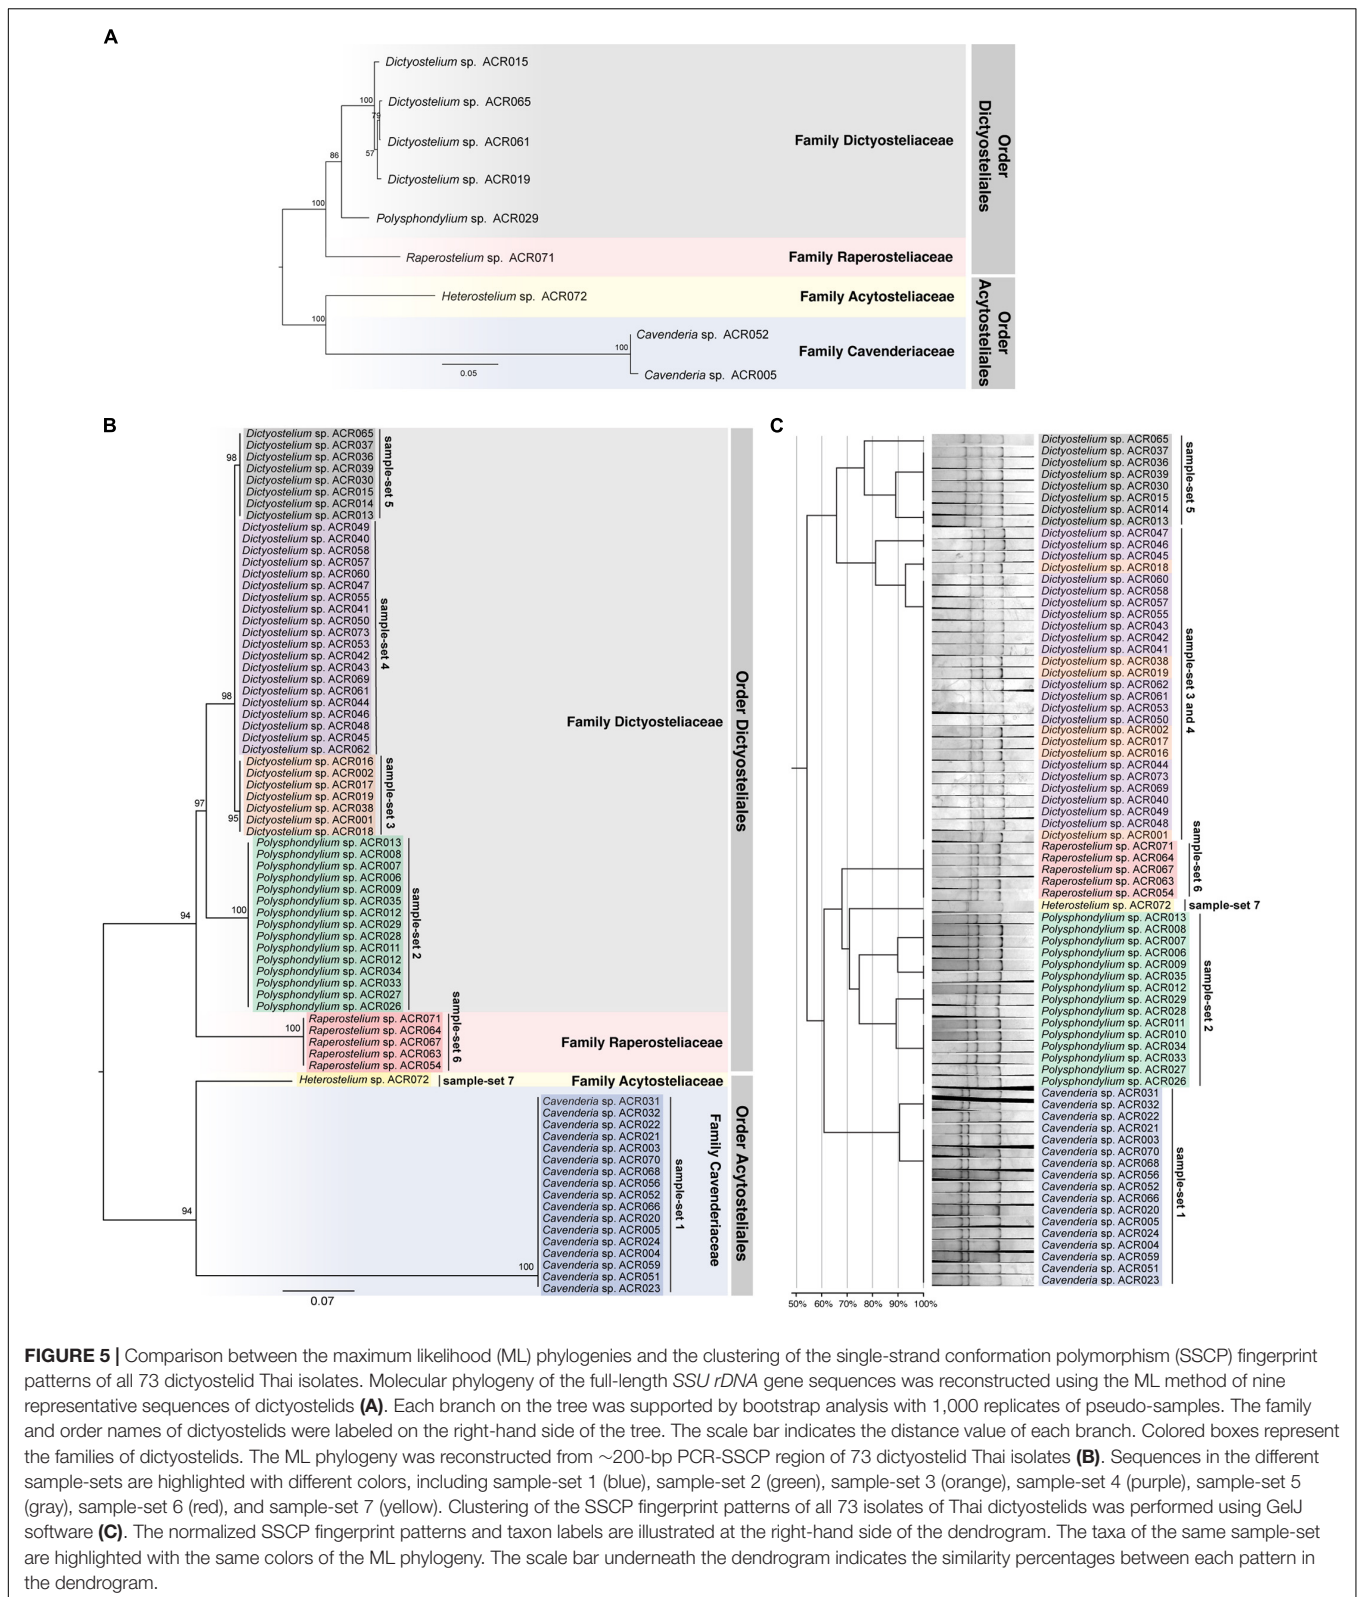 A
Dictyostelium sp. ACR015
Dictyostelium sp. ACR065
Dictyostelium sp. ACR061
Dictyostelium sp. ACR019
Polysphondylium sp. ACR029
Raperostelium sp. ACR071
Heterostelium sp. ACR072
Cavenderia sp. ACR052
Cavenderia sp. ACR005
100
79
57
86
100
100
100
0.05
Family Dictyosteliaceae
Family Raperosteliaceae
Family Acytosteliaceae
Family Cavenderiaceae
Order Dictyosteliales
Order Acytosteliales
B
Dictyostelium sp. ACR065
Dictyostelium sp. ACR037
Dictyostelium sp. ACR036
Dictyostelium sp. ACR039
Dictyostelium sp. ACR030
Dictyostelium sp. ACR015
Dictyostelium sp. ACR014
Dictyostelium sp. ACR013
sample-set 5
Dictyostelium sp. ACR049
Dictyostelium sp. ACR040
Dictyostelium sp. ACR058
Dictyostelium sp. ACR057
Dictyostelium sp. ACR060
Dictyostelium sp. ACR047
Dictyostelium sp. ACR055
Dictyostelium sp. ACR041
Dictyostelium sp. ACR050
Dictyostelium sp. ACR073
Dictyostelium sp. ACR053
Dictyostelium sp. ACR042
Dictyostelium sp. ACR043
Dictyostelium sp. ACR069
Dictyostelium sp. ACR061
Dictyostelium sp. ACR044
Dictyostelium sp. ACR046
Dictyostelium sp. ACR048
Dictyostelium sp. ACR045
Dictyostelium sp. ACR062
sample-set 4
Dictyostelium sp. ACR016
Dictyostelium sp. ACR002
Dictyostelium sp. ACR017
Dictyostelium sp. ACR019
Dictyostelium sp. ACR038
Dictyostelium sp. ACR001
Dictyostelium sp. ACR018
sample-set 3
Polysphondylium sp. ACR013
Polysphondylium sp. ACR008
Polysphondylium sp. ACR007
Polysphondylium sp. ACR006
Polysphondylium sp. ACR009
Polysphondylium sp. ACR035
Polysphondylium sp. ACR012
Polysphondylium sp. ACR029
Polysphondylium sp. ACR028
Polysphondylium sp. ACR011
Polysphondylium sp. ACR012
Polysphondylium sp. ACR034
Polysphondylium sp. ACR033
Polysphondylium sp. ACR027
Polysphondylium sp. ACR026
sample-set 2
Raperostelium sp. ACR071
Raperostelium sp. ACR064
Raperostelium sp. ACR067
Raperostelium sp. ACR063
Raperostelium sp. ACR054
sample-set 6
Heterostelium sp. ACR072
sample-set 7
Cavenderia sp. ACR031
Cavenderia sp. ACR032
Cavenderia sp. ACR022
Cavenderia sp. ACR021
Cavenderia sp. ACR003
Cavenderia sp. ACR070
Cavenderia sp. ACR068
Cavenderia sp. ACR056
Cavenderia sp. ACR052
Cavenderia sp. ACR066
Cavenderia sp. ACR020
Cavenderia sp. ACR005
Cavenderia sp. ACR024
Cavenderia sp. ACR004
Cavenderia sp. ACR059
Cavenderia sp. ACR051
Cavenderia sp. ACR023
sample-set 1
98
98
97
95
100
94
100
94
100
0.07
Family Dictyosteliaceae
Family Raperosteliaceae
Family Acytosteliaceae
Family Cavenderiaceae
Order Dictyosteliales
Order Acytosteliales
C
Dictyostelium sp. ACR065
Dictyostelium sp. ACR037
Dictyostelium sp. ACR036
Dictyostelium sp. ACR039
Dictyostelium sp. ACR030
Dictyostelium sp. ACR015
Dictyostelium sp. ACR014
Dictyostelium sp. ACR013
sample-set 5
Dictyostelium sp. ACR047
Dictyostelium sp. ACR046
Dictyostelium sp. ACR045
Dictyostelium sp. ACR018
Dictyostelium sp. ACR060
Dictyostelium sp. ACR058
Dictyostelium sp. ACR057
Dictyostelium sp. ACR055
Dictyostelium sp. ACR043
Dictyostelium sp. ACR042
Dictyostelium sp. ACR041
Dictyostelium sp. ACR038
Dictyostelium sp. ACR019
Dictyostelium sp. ACR062
Dictyostelium sp. ACR061
Dictyostelium sp. ACR053
Dictyostelium sp. ACR050
Dictyostelium sp. ACR002
Dictyostelium sp. ACR017
Dictyostelium sp. ACR016
Dictyostelium sp. ACR044
Dictyostelium sp. ACR073
Dictyostelium sp. ACR069
Dictyostelium sp. ACR040
Dictyostelium sp. ACR049
Dictyostelium sp. ACR048
Dictyostelium sp. ACR001
sample-set 3 and 4
Raperostelium sp. ACR071
Raperostelium sp. ACR064
Raperostelium sp. ACR067
Raperostelium sp. ACR063
Raperostelium sp. ACR054
sample-set 6
Heterostelium sp. ACR072
sample-set 7
Polysphondylium sp. ACR013
Polysphondylium sp. ACR008
Polysphondylium sp. ACR007
Polysphondylium sp. ACR006
Polysphondylium sp. ACR009
Polysphondylium sp. ACR035
Polysphondylium sp. ACR012
Polysphondylium sp. ACR029
Polysphondylium sp. ACR028
Polysphondylium sp. ACR011
Polysphondylium sp. ACR010
Polysphondylium sp. ACR034
Polysphondylium sp. ACR033
Polysphondylium sp. ACR027
Polysphondylium sp. ACR026
sample-set 2
Cavenderia sp. ACR031
Cavenderia sp. ACR032
Cavenderia sp. ACR022
Cavenderia sp. ACR021
Cavenderia sp. ACR003
Cavenderia sp. ACR070
Cavenderia sp. ACR068
Cavenderia sp. ACR056
Cavenderia sp. ACR052
Cavenderia sp. ACR066
Cavenderia sp. ACR020
Cavenderia sp. ACR005
Cavenderia sp. ACR024
Cavenderia sp. ACR004
Cavenderia sp. ACR059
Cavenderia sp. ACR051
Cavenderia sp. ACR023
sample-set 1
50% 60% 70% 80% 90% 100%
FIGURE 5 | Comparison between the maximum likelihood (ML) phylogenies and the clustering of the single-strand conformation polymorphism (SSCP) fingerprint
patterns of all 73 dictyostelid Thai isolates. Molecular phylogeny of the full-length SSU rDNA gene sequences was reconstructed using the ML method of nine
representative sequences of dictyostelids (A). Each branch on the tree was supported by bootstrap analysis with 1,000 replicates of pseudo-samples. The family
and order names of dictyostelids were labeled on the right-hand side of the tree. The scale bar indicates the distance value of each branch. Colored boxes represent
the families of dictyostelids. The ML phylogeny was reconstructed from ~200-bp PCR-SSCP region of 73 dictyostelid Thai isolates (B). Sequences in the different
sample-sets are highlighted with different colors, including sample-set 1 (blue), sample-set 2 (green), sample-set 3 (orange), sample-set 4 (purple), sample-set 5
(gray), sample-set 6 (red), and sample-set 7 (yellow). Clustering of the SSCP fingerprint patterns of all 73 isolates of Thai dictyostelids was performed using GelJ
software (C). The normalized SSCP fingerprint patterns and taxon labels are illustrated at the right-hand side of the dendrogram. The taxa of the same sample-set
are highlighted with the same colors of the ML phylogeny. The scale bar underneath the dendrogram indicates the similarity percentages between each pattern in
the dendrogram.